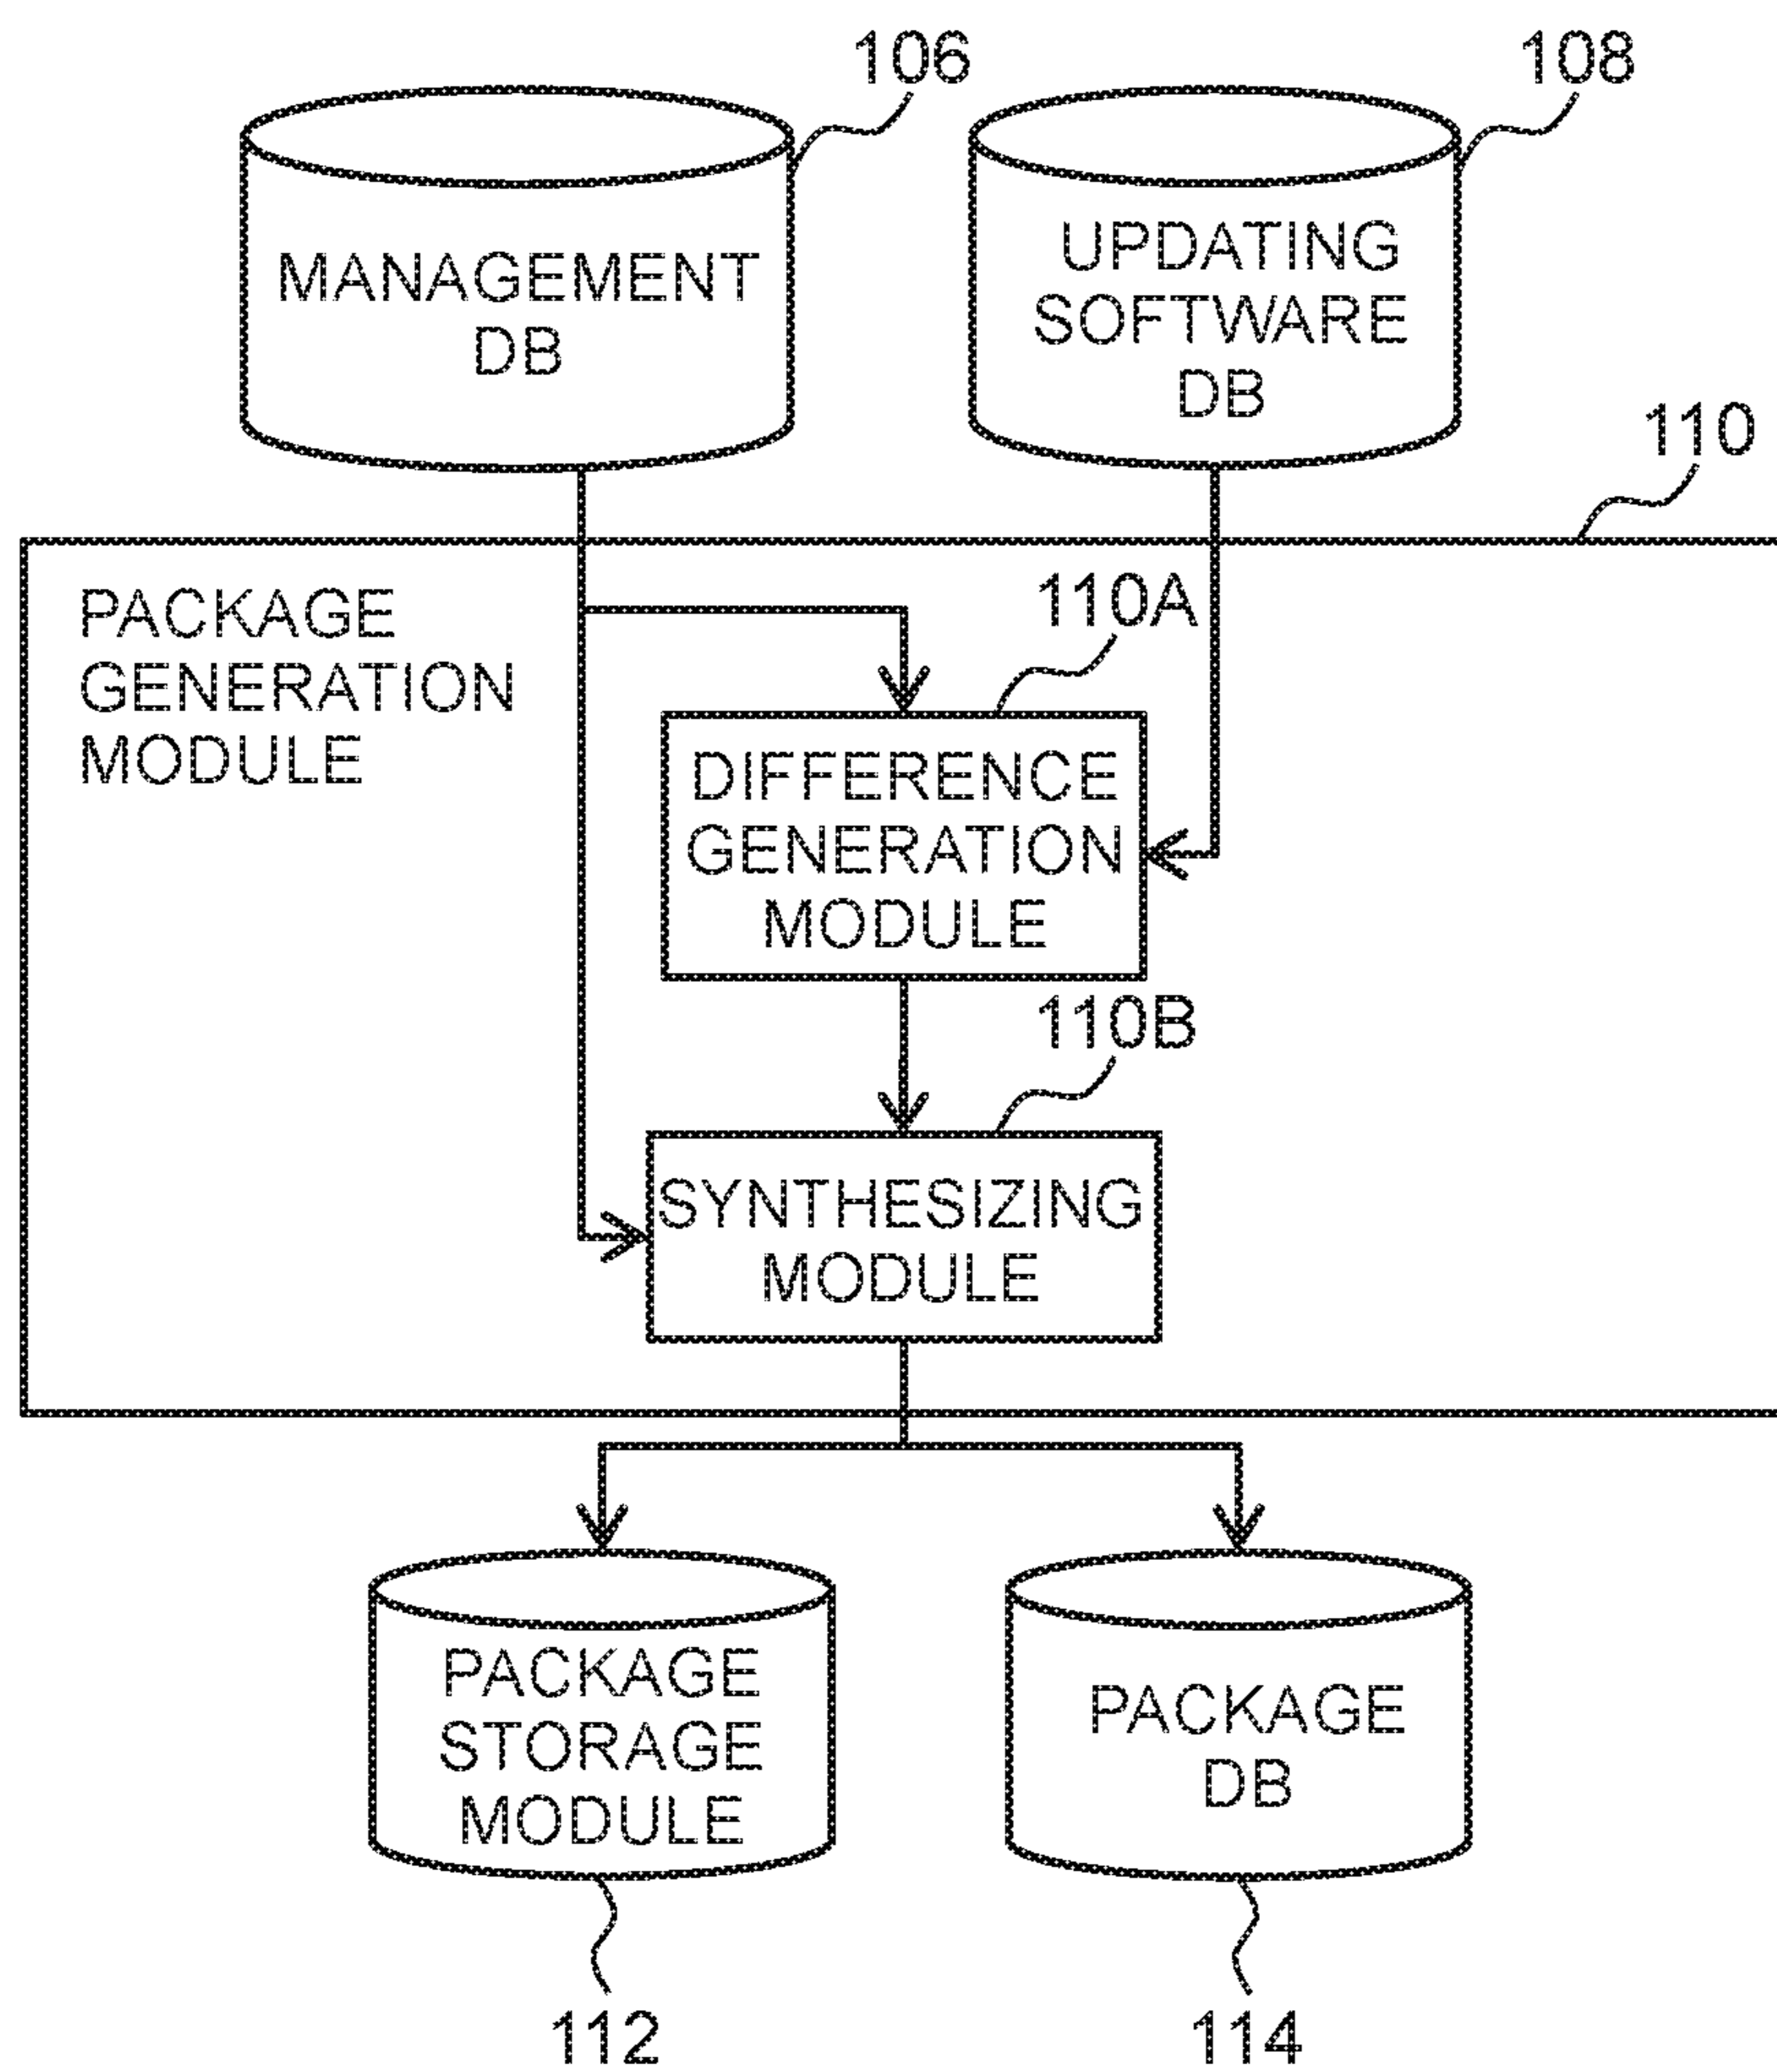 106
108
MANAGEMENT
DB
UPDATING
SOFTWARE
DB
110
PACKAGE
GENERATION
MODULE
110A
DIFFERENCE
GENERATION
MODULE
110B
SYNTHESIZING
MODULE
PACKAGE
STORAGE
MODULE
PACKAGE
DB
112
114